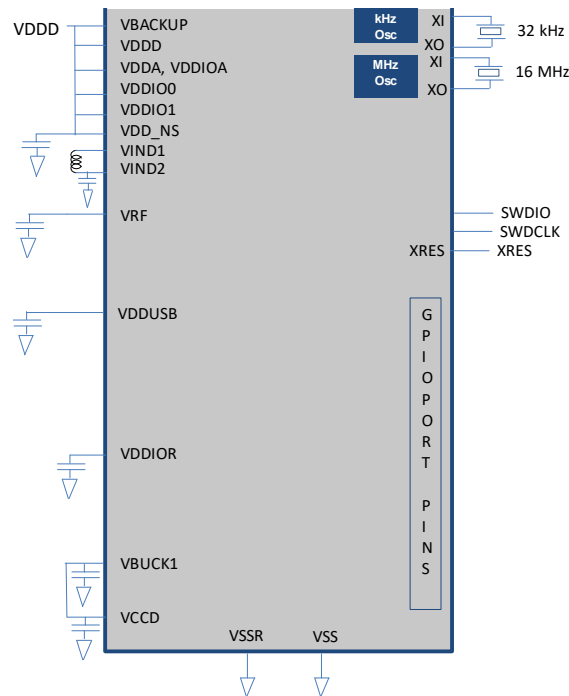 VDDD
VBACKUP
VDDD
VDDA, VDDIOA
VDDIO0
VDDIO1
VDD_NS
VIND1
VIND2
VRF
VDDUSB
VDDIOR
VBUCK1
VCCD
VSSR
VSS
kHz
Osc
XI
XO
32 kHz
MHz
Osc
XI
XO
16 MHz
SWDIO
SWDCLK
XRES
XRES
G
P
I
O
P
O
R
T
P
I
N
S